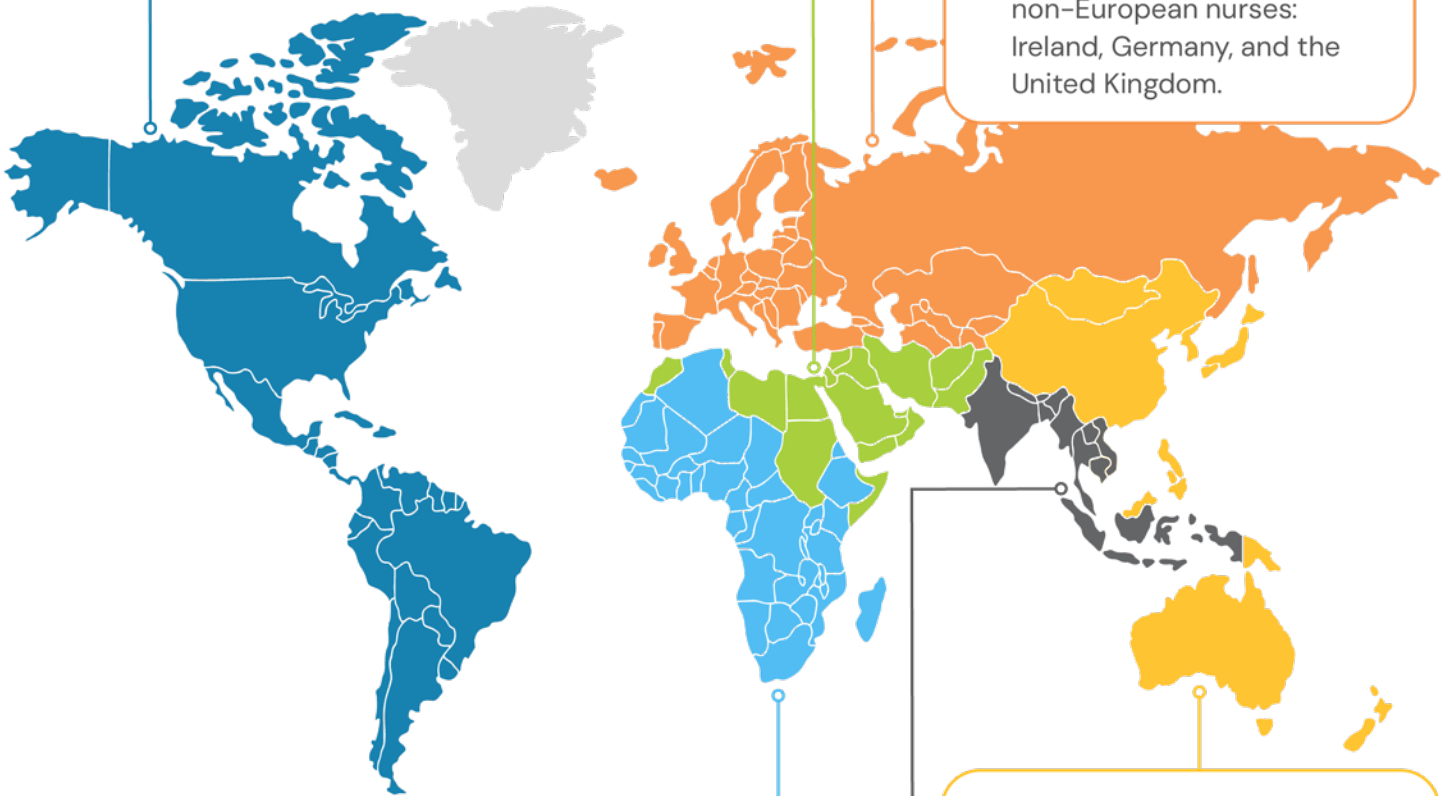 non-European nurses:
Ireland, Germany, and the
United Kingdom.